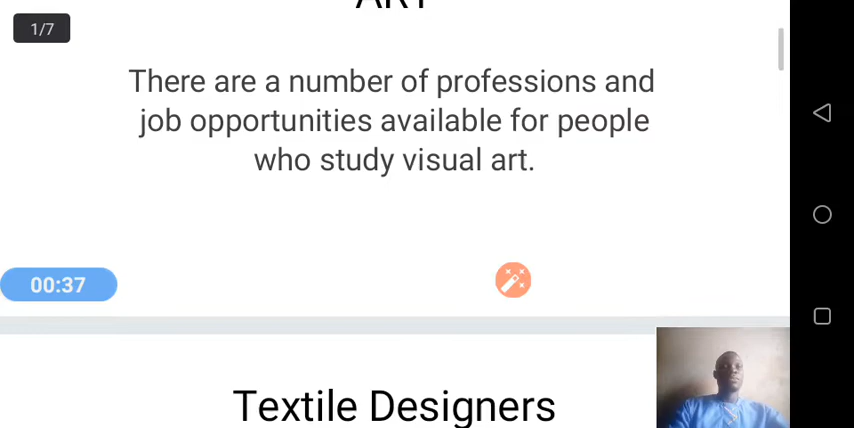 ART
1/7
There are a number of professions and
job opportunities available for people
who study visual art.
00:37
Textile Designers